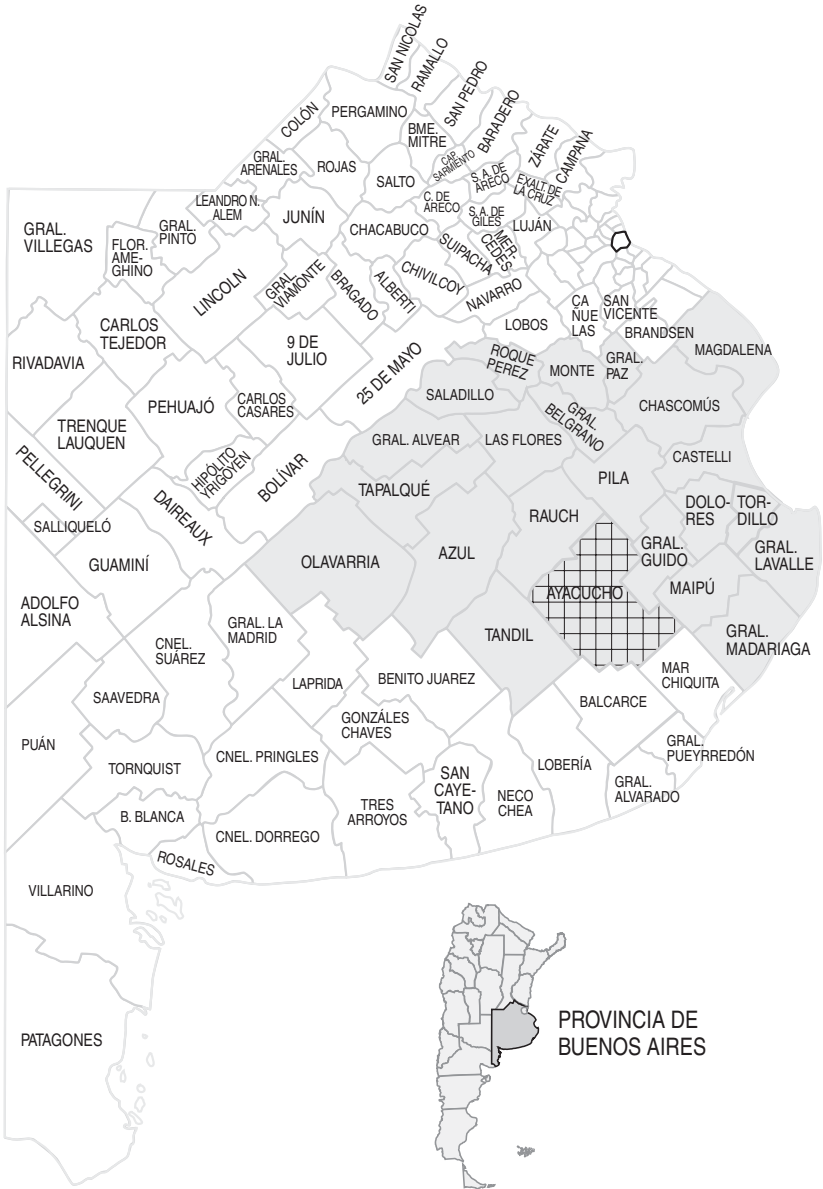 SAN NICOLAS
RAMALLO
SAN PEDRO
BARADERO
ZÁRATE
CAMPANA
COLÓN
PERGAMINO
BME.
MITRE
CAP.
SARMIENTO
S. A. DE
ARECO
EXALT DE
LA CRUZ
GRAL.
ARENALES
ROJAS
SALTO
C. DE
ARECO
S. A. DE
GILES
LUJÁN
LEANDRO N.
ALEM
JUNÍN
CHACABUCO
SUIPACHA
MER-
CEDES
GRAL.
VILLEGAS
FLOR.
AME-
GHINO
GRAL.
PINTO
LINCOLN
GRAL
VIAMONTE
BRAGADO
ALBERTI
CHIVILCOY
NAVARRO
LOBOS
CA
ÑUE
LAS
SAN
VICENTE
BRANDSEN
CARLOS
TEJEDOR
9 DE
JULIO
25 DE MAYO
ROQUE
PEREZ
MONTE
GRAL.
PAZ
MAGDALENA
RIVADAVIA
TRENQUE
LAUQUEN
PEHUAJÓ
CARLOS
CASARES
SALADILLO
GRAL.
BELGRANO
CHASCOMÚS
PELLEGRINI
HIPÓLITO
YRIGOYEN
BOLÍVAR
GRAL. ALVEAR
LAS FLORES
CASTELLI
TAPALQUÉ
PILA
SALLIQUELÓ
DAIREAUX
RAUCH
DOLO-
RES
TOR-
DILLO
GUAMINÍ
OLAVARRIA
AZUL
GRAL.
GUIDO
GRAL.
LAVALLE
ADOLFO
ALSINA
AYACUCHO
MAIPÚ
CNEL.
SUÁREZ
GRAL. LA
MADRID
TANDIL
GRAL.
MADARIAGA
SAAVEDRA
LAPRIDA
BENITO JUAREZ
MAR
CHIQUITA
BALCARCE
PUÁN
TORNQUIST
CNEL. PRINGLES
GONZÁLES
CHAVES
LOBERÍA
GRAL.
PUEYRREDÓN
B. BLANCA
CNEL. DORREGO
TRES
ARROYOS
SAN
CAYE-
TANO
NECO
CHEA
GRAL.
ALVARADO
ROSALES
VILLARINO
PATAGONES
PROVINCIA DE
BUENOS AIRES